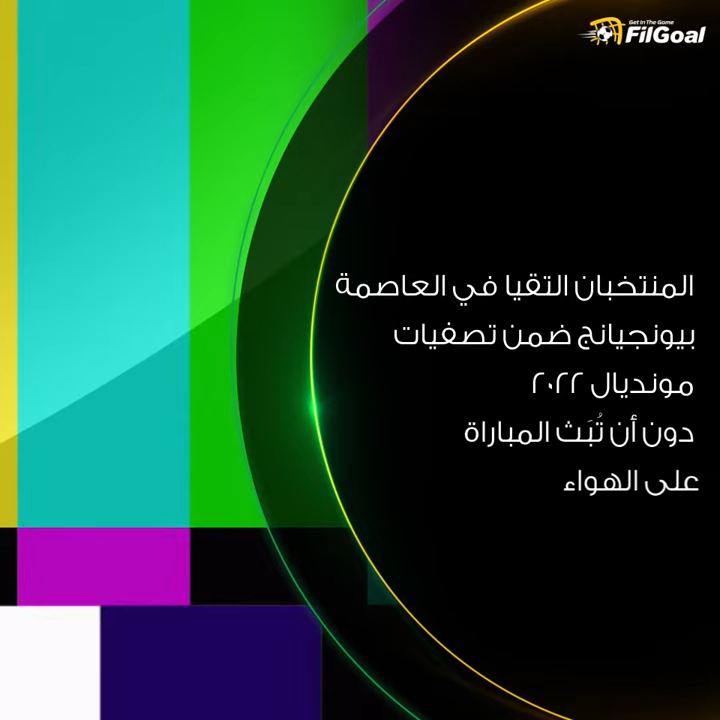 Get In The Game
FilGoal
المنتخبان التقيا في العاصمة
بيونجيانج ضمن تصفيات
مونديال ٢٠٢٢
دون أن تُبَث المباراة
على الهواء